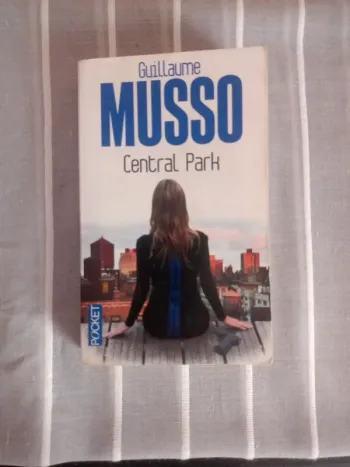 Guillaume
MUSSO
Central Park
POCKET